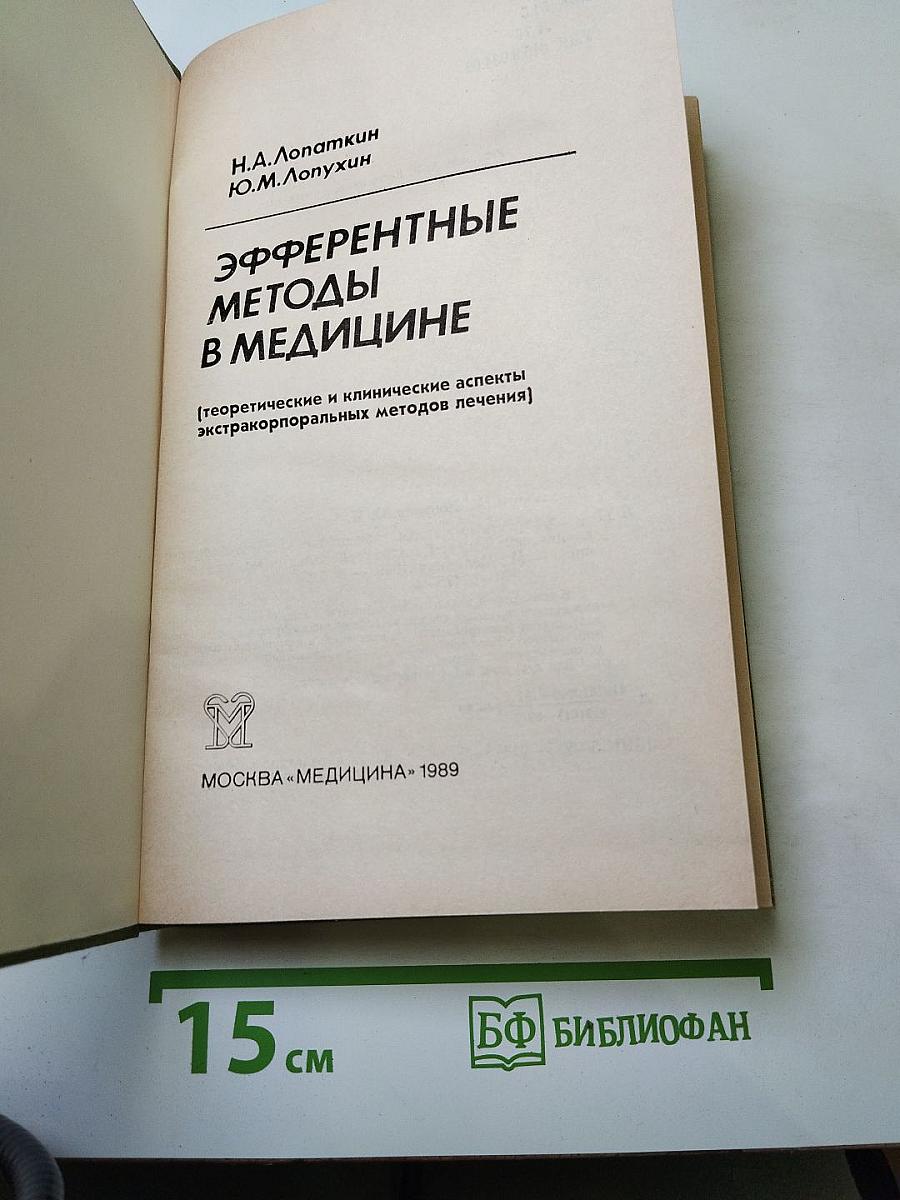 Н.А.Лопаткин
Ю.М.Лопухин
ЭФФЕРЕНТНЫЕ
МЕТОДЫ
В МЕДИЦИНЕ
(теоретические и клинические аспекты
экстракорпоральных методов лечения)
МОСКВА «МЕДИЦИНА» 1989
15 см
БФ БИБЛИОФАН